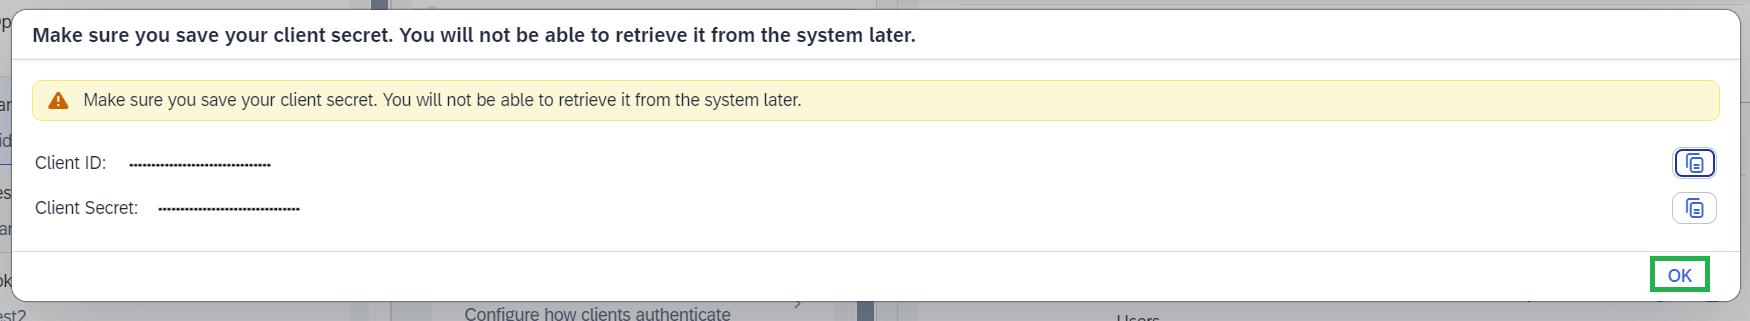 Make sure you save your client secret. You will not be able to retrieve it from the system later.
Make sure you save your client secret. You will not be able to retrieve it from the system later.
Client ID:
Client Secret:
OK
Configure how clients authenticate
Users